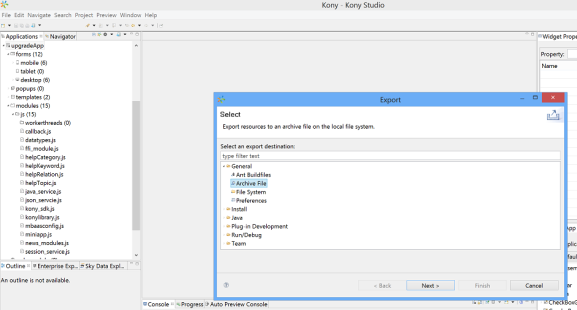 Kony - Kony Studio
File Edit Navigate Search Project Preview Window Help
Applications
Navigator
upgradeApp
forms (12)
mobile (6)
tablet (0)
desktop (6)
popups (0)
templates (2)
modules (15)
js (15)
workerthreads (0)
callback.js
datatypes.js
ffi_module.js
helpCategory.js
helpKeyword.js
helpRelation.js
helpTopic.js
java_service.js
json_servcie.js
kony_sdk.js
konylibrary.js
mbaasconfig.js
miniapp.js
news_modules.js
session_service.js
Outline
Enterprise Exp...
Sky Data Expl...
An outline is not available.
Export
Select
Export resources to an archive file on the local file system.
Select an export destination:
type filter text
General
Ant Buildfiles
Archive File
File System
Preferences
Install
Java
Plug-in Development
Run/Debug
Team
< Back
Next >
Finish
Cancel
Console
Progress
Auto Preview Console
Widget Prope
Property:
Name
App
plic
faul
ser
CheckBoxG